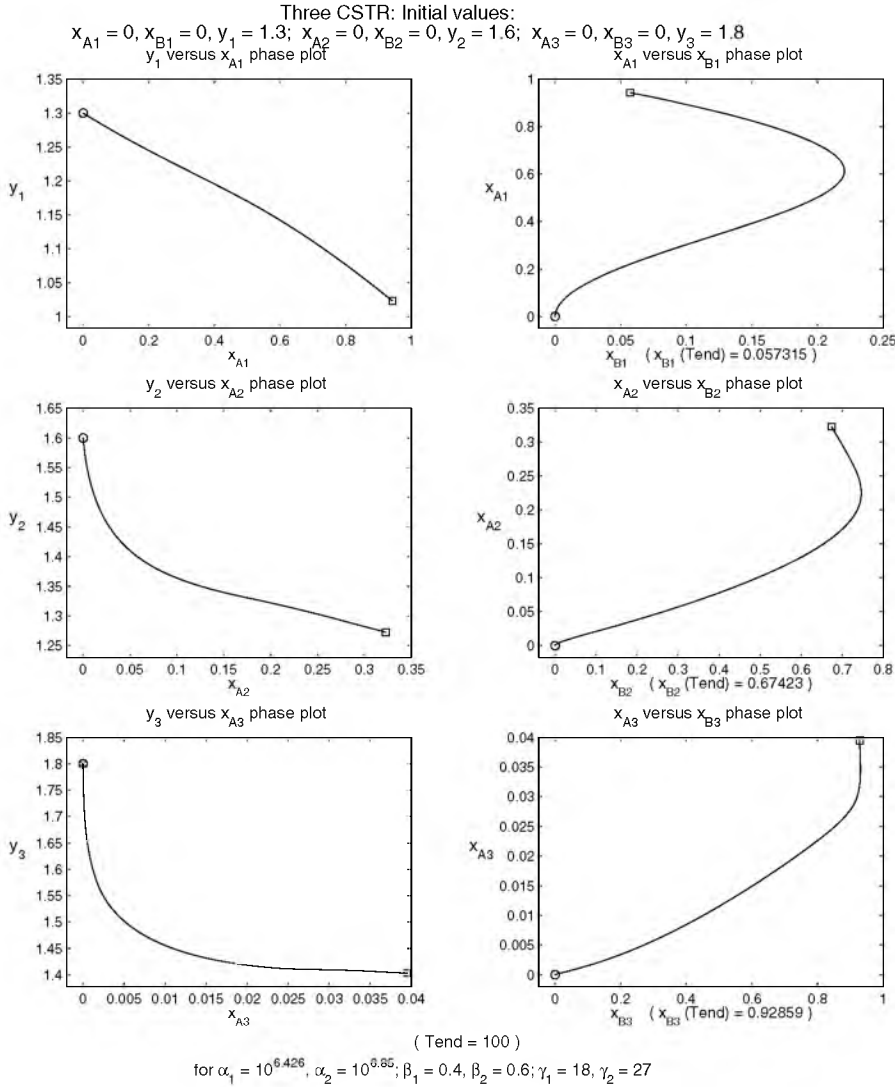 Three CSTR: Initial values:
x_A1 = 0, x_B1 = 0, y_1 = 1.3; x_A2 = 0, x_B2 = 0, y_2 = 1.6; x_A3 = 0, x_B3 = 0, y_3 = 1.8
y_1 versus x_A1 phase plot
1.35
1.3
1.25
1.2
1.15
1.1
1.05
1
y_1
0 0.2 0.4 0.6 0.8 1
x_A1
x_A1 versus x_B1 phase plot
1
0.8
0.6
0.4
0.2
0
x_A1
0 0.05 0.1 0.15 0.2 0.25
x_B1 ( x_B1 (Tend) = 0.057315 )
y_2 versus x_A2 phase plot
1.65
1.6
1.55
1.5
1.45
1.4
1.35
1.3
1.25
y_2
0 0.05 0.1 0.15 0.2 0.25 0.3 0.35
x_A2
x_A2 versus x_B2 phase plot
0.35
0.3
0.25
0.2
0.15
0.1
0.05
0
x_A2
0 0.1 0.2 0.3 0.4 0.5 0.6 0.7 0.8
x_B2 ( x_B2 (Tend) = 0.67423 )
y_3 versus x_A3 phase plot
1.85
1.8
1.75
1.7
1.65
1.6
1.55
1.5
1.45
1.4
y_3
0 0.005 0.01 0.015 0.02 0.025 0.03 0.035 0.04
x_A3
x_A3 versus x_B3 phase plot
0.04
0.035
0.03
0.025
0.02
0.015
0.01
0.005
0
x_A3
0 0.2 0.4 0.6 0.8 1
x_B3 ( x_B3 (Tend) = 0.92859 )
( Tend = 100 )
for α_1 = 10^6.426, α_2 = 10^6.85; β_1 = 0.4, β_2 = 0.6; γ_1 = 18, γ_2 = 27